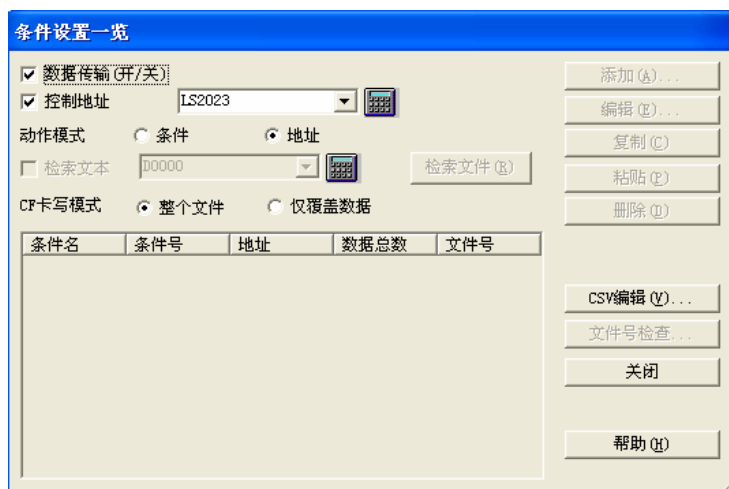 条件设置一览
数据传输(开/关)
控制地址 LS2023
动作模式 条件 地址
检索文本 D0000 检索文件(R)
CF卡写模式 整个文件 仅覆盖数据
条件名 条件号 地址 数据总数 文件号
添加(A)...
编辑(E)...
复制(C)
粘贴(P)
删除(D)
CSV编辑(V)...
文件号检查...
关闭
帮助(H)